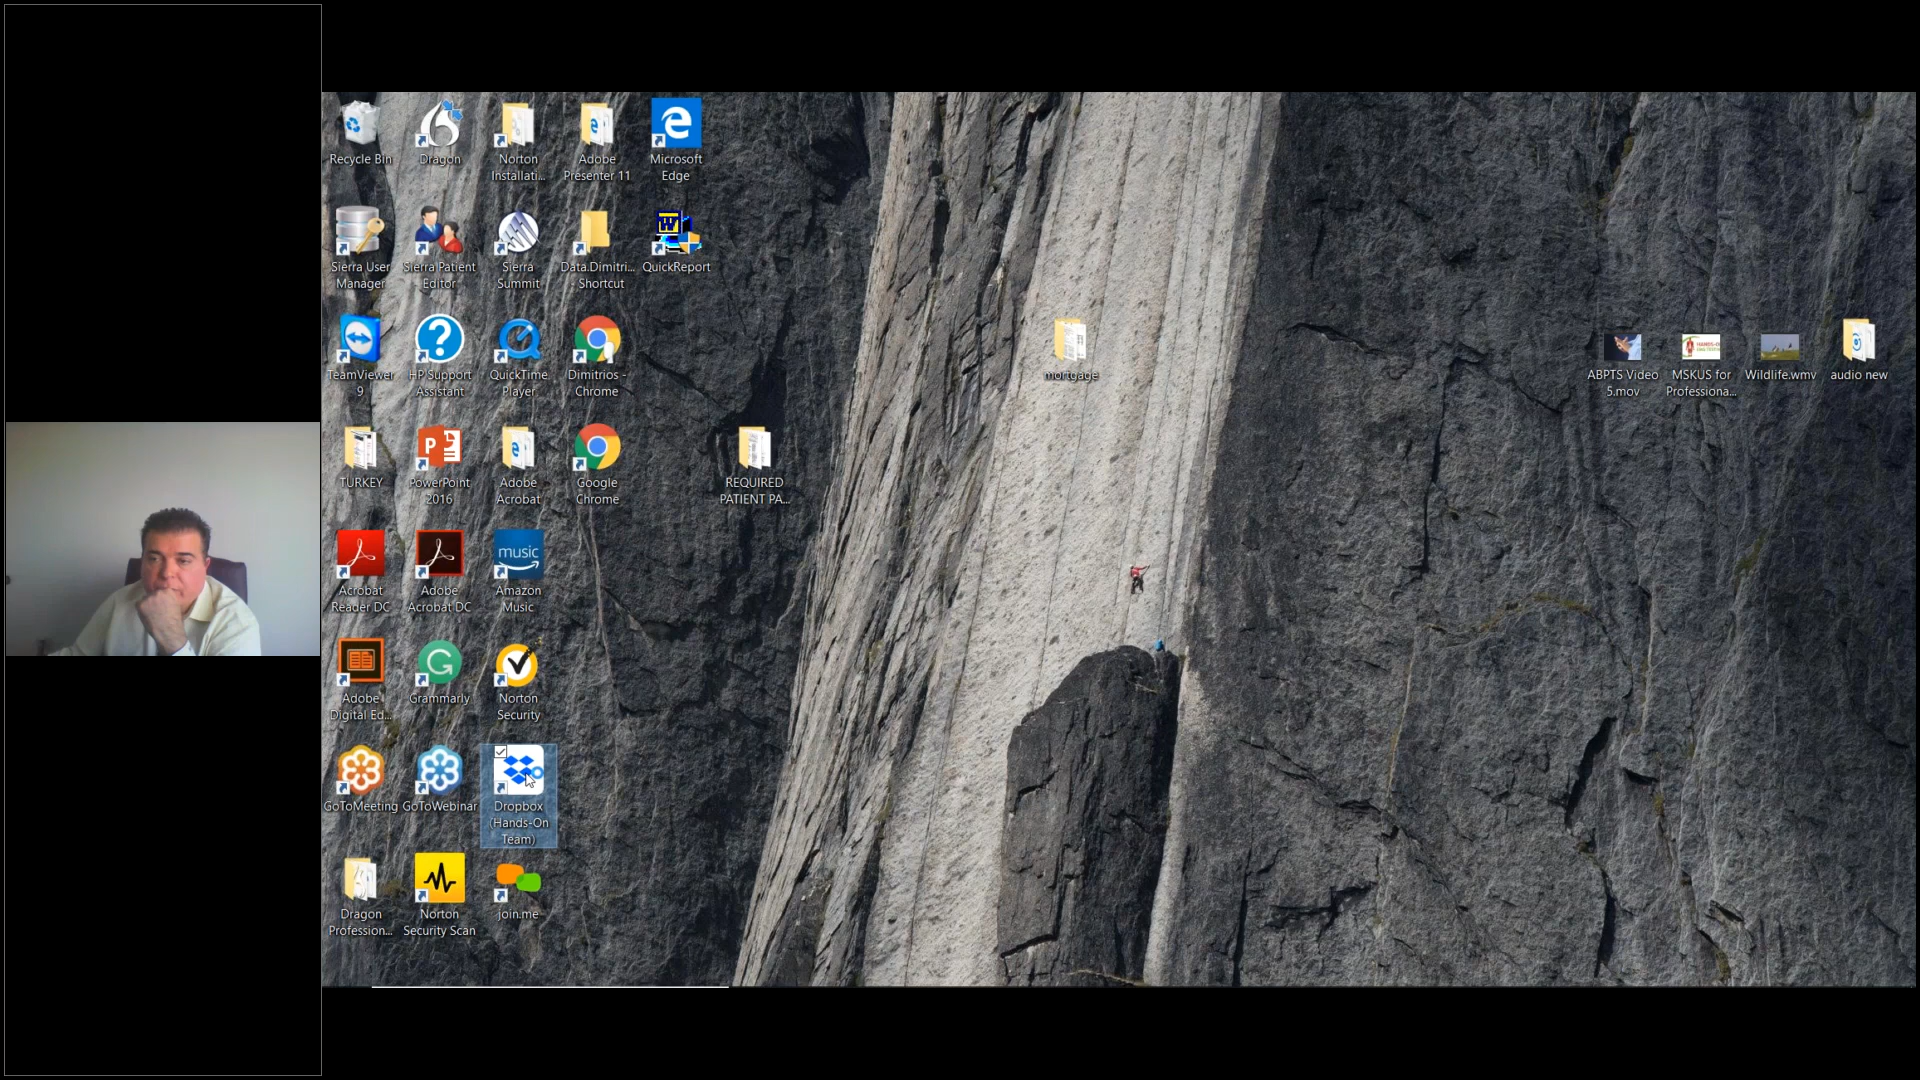 Recycle Bin
Dragon
Norton
Installati...
Adobe
Presenter 11
Microsoft
Edge
Sierra User
Manager
Sierra Patient
Editor
Sierra
Summit
Data.Dimitri...
- Shortcut
QuickReport
TeamViewer
9
HP Support
Assistant
QuickTime
Player
Dimitrios -
Chrome
mortgage
ABPTS Video
5.mov
MSKUS for
Professiona...
Wildlife.wmv
audio new
TURKEY
PowerPoint
2016
Adobe
Acrobat
Google
Chrome
REQUIRED
PATIENT PA...
music
Acrobat
Reader DC
Adobe
Acrobat DC
Amazon
Music
Adobe
Digital Ed...
Grammarly
Norton
Security
GoToMeeting
GoToWebinar
Dropbox
(Hands-On
Team)
Dragon
Profession...
Norton
Security Scan
join.me